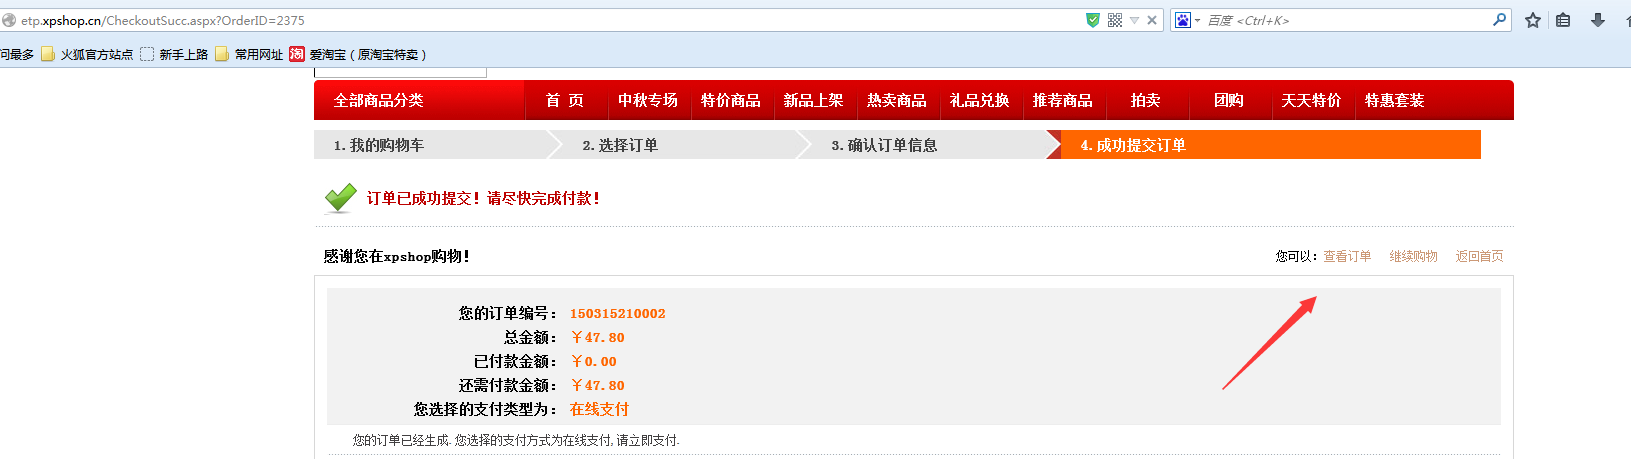 etp.xpshop.cn/CheckoutSucc.aspx?OrderID=2375
百度 <Ctrl+K>
问最多 火狐官方站点 新手上路 常用网址 淘 爱淘宝（原淘宝特卖）
全部商品分类 首 页 中秋专场 特价商品 新品上架 热卖商品 礼品兑换 推荐商品 拍卖 团购 天天特价 特惠套装
1.我的购物车 2.选择订单 3.确认订单信息 4.成功提交订单
订单已成功提交！请尽快完成付款！
感谢您在xpshop购物！ 您可以：查看订单 继续购物 返回首页
您的订单编号： 150315210002
总金额： ￥47.80
已付款金额： ￥0.00
还需付款金额： ￥47.80
您选择的支付类型为： 在线支付
您的订单已经生成. 您选择的支付方式为在线支付, 请立即支付.